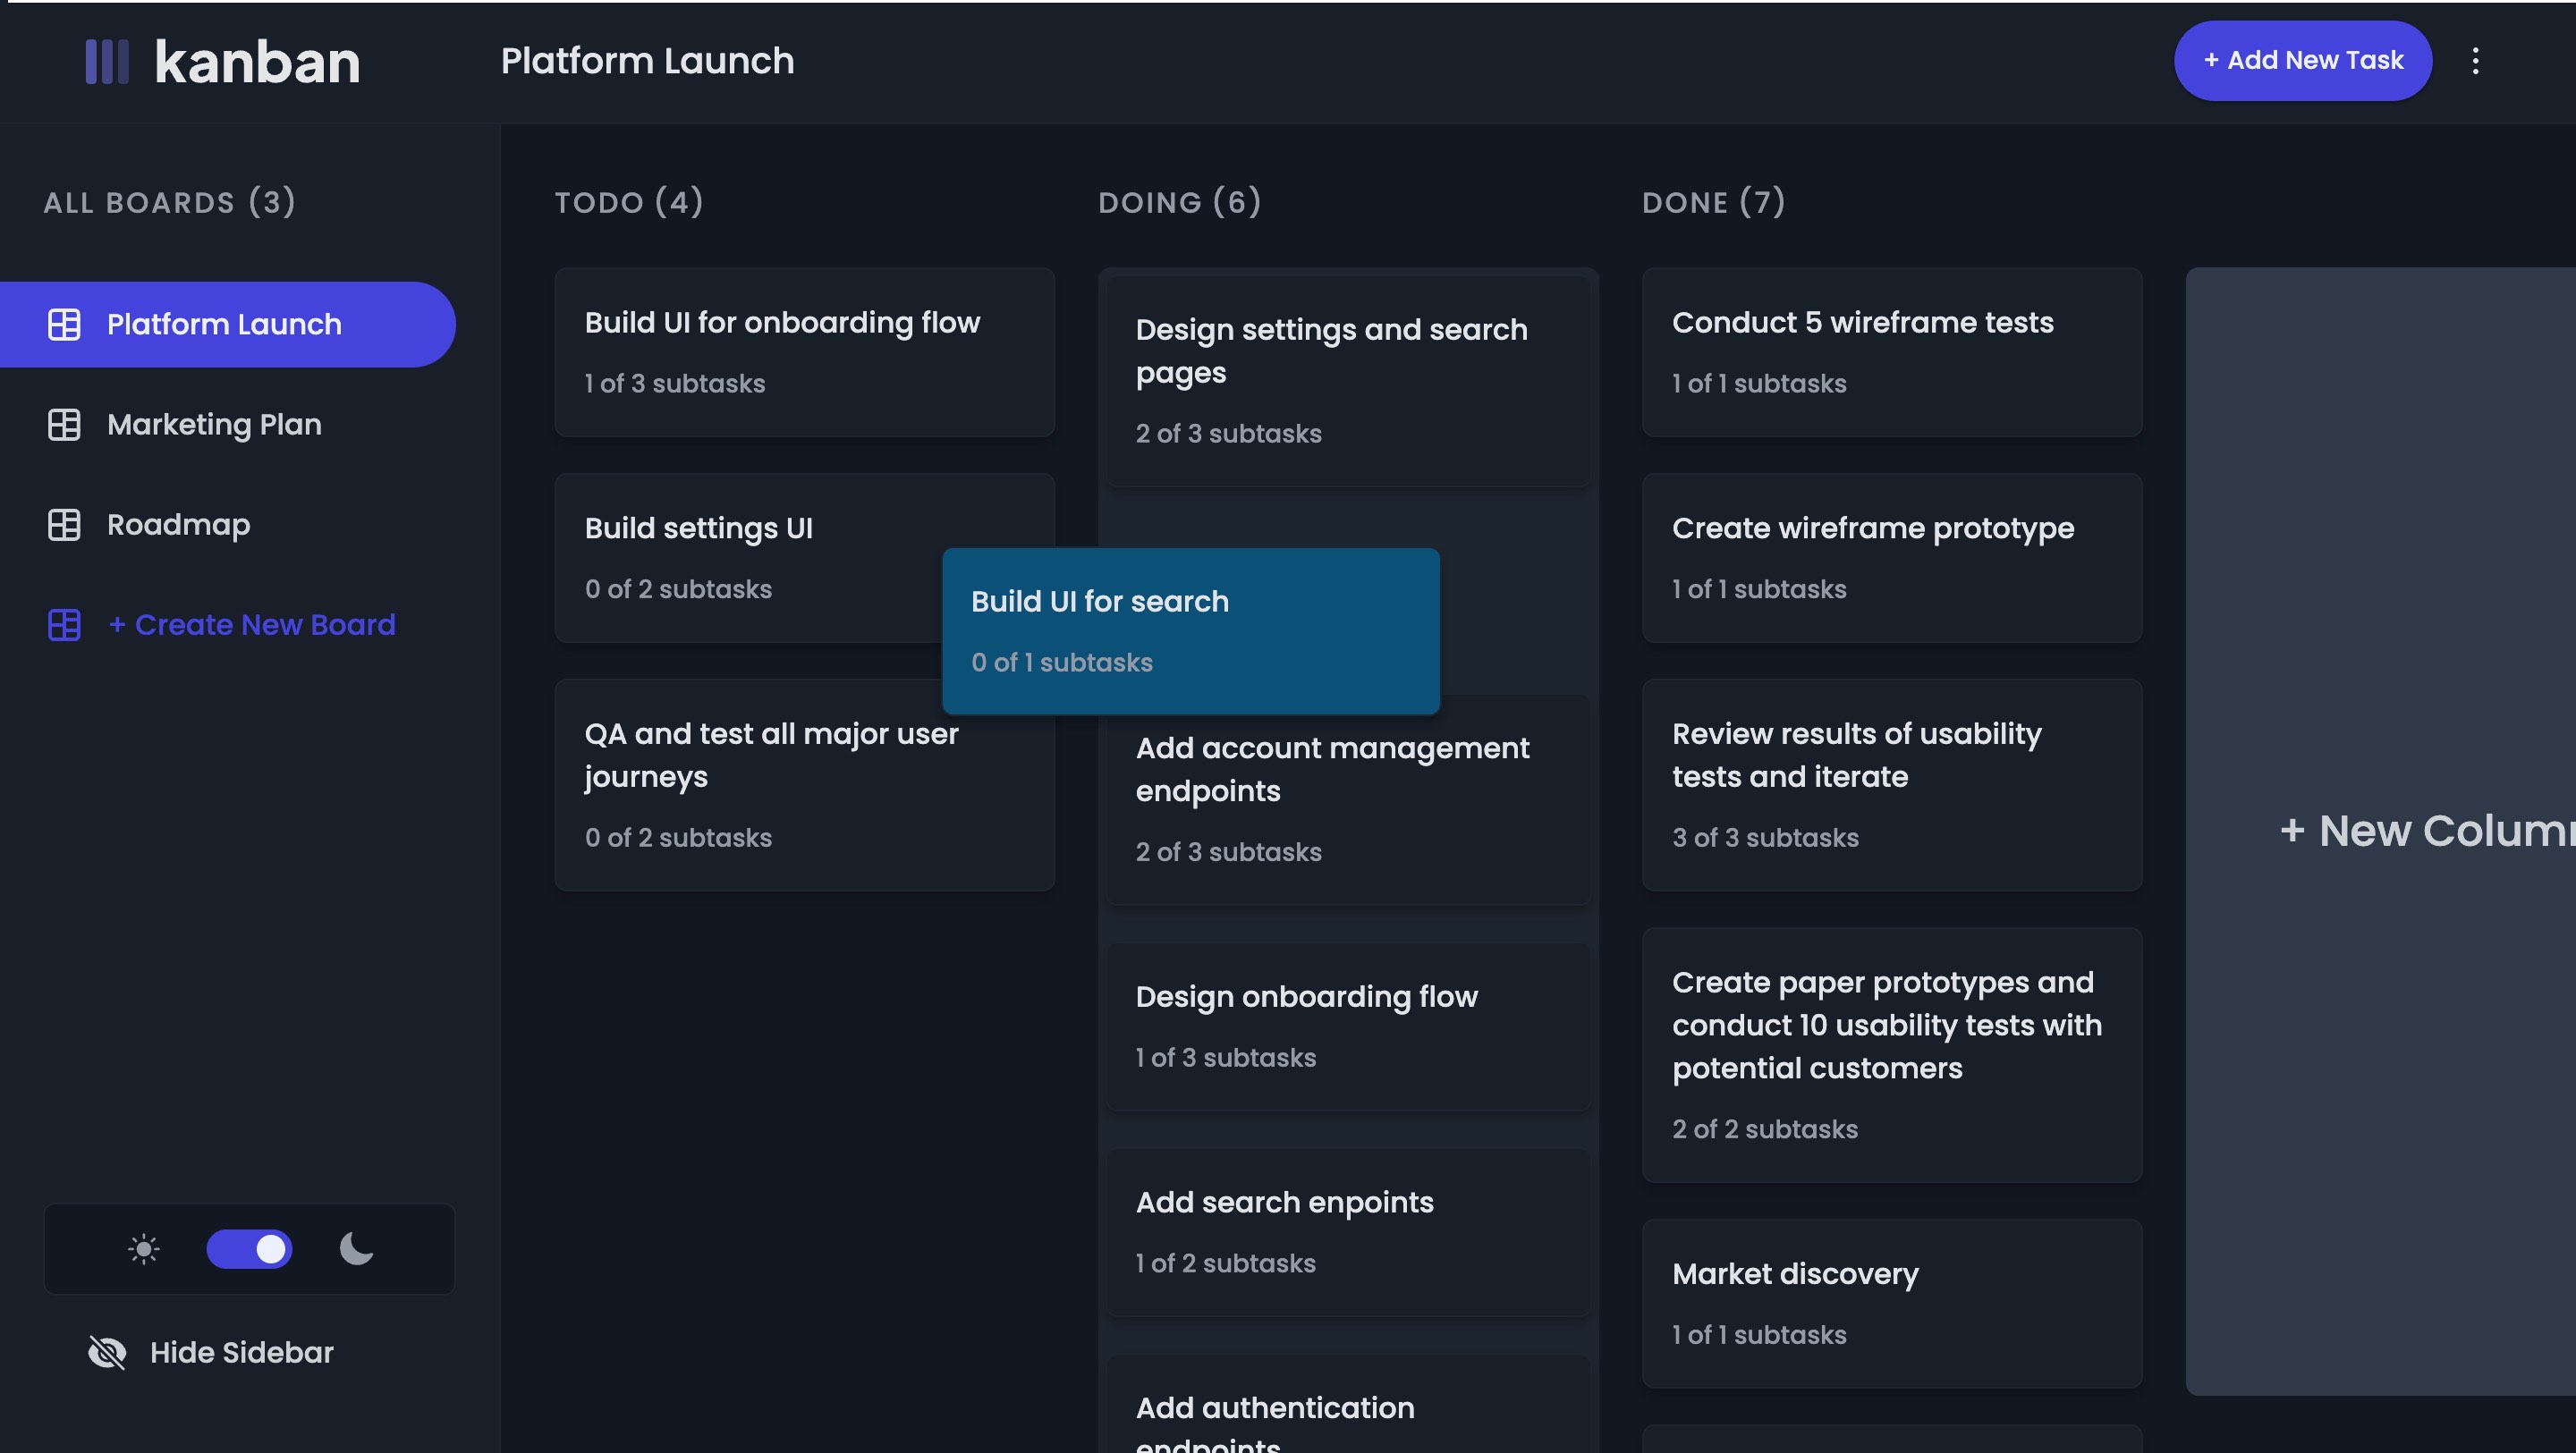 kanban
Platform Launch
+ Add New Task
ALL BOARDS (3)
Platform Launch
Marketing Plan
Roadmap
+ Create New Board
Hide Sidebar
TODO (4)
Build UI for onboarding flow
1 of 3 subtasks
Build settings UI
0 of 2 subtasks
QA and test all major user
journeys
0 of 2 subtasks
Build UI for search
0 of 1 subtasks
DOING (6)
Design settings and search
pages
2 of 3 subtasks
Add account management
endpoints
2 of 3 subtasks
Design onboarding flow
1 of 3 subtasks
Add search enpoints
1 of 2 subtasks
Add authentication
endpoints
DONE (7)
Conduct 5 wireframe tests
1 of 1 subtasks
Create wireframe prototype
1 of 1 subtasks
Review results of usability
tests and iterate
3 of 3 subtasks
Create paper prototypes and
conduct 10 usability tests with
potential customers
2 of 2 subtasks
Market discovery
1 of 1 subtasks
+ New Column